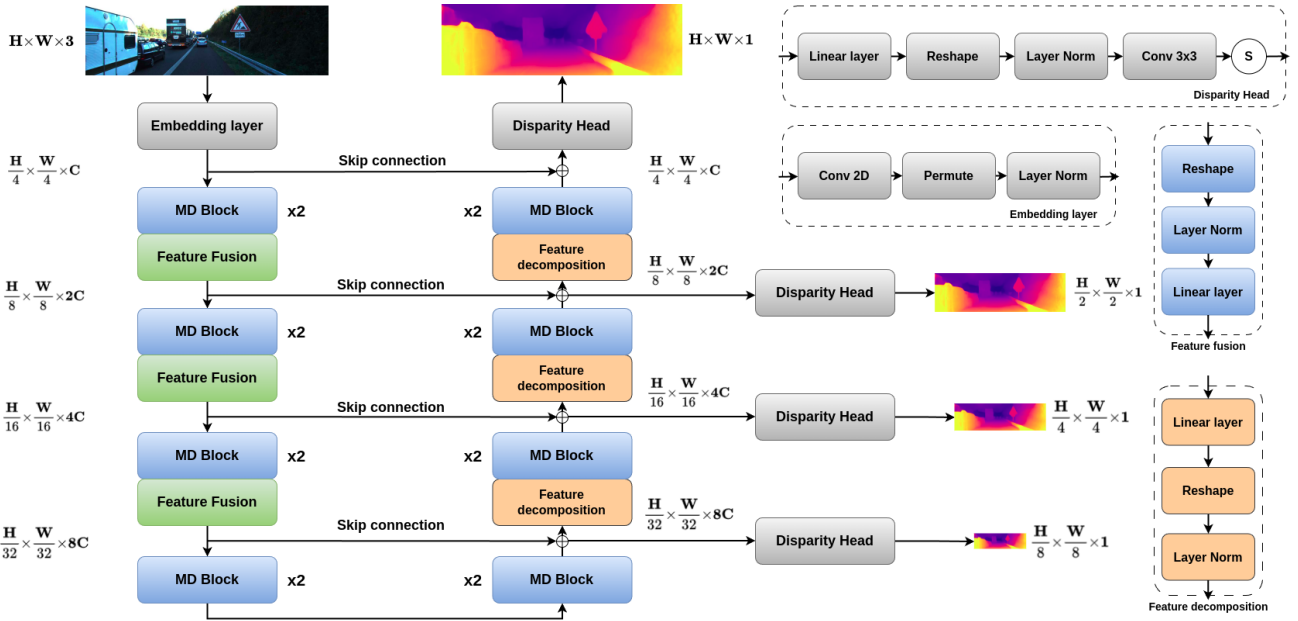 H×W×3
H×W×1
Embedding layer
Disparity Head
H/4 × W/4 × C
Skip connection
H/4 × W/4 × C
MD Block
x2
x2
MD Block
Feature Fusion
Feature
decomposition
H/8 × W/8 × 2C
Skip connection
H/8 × W/8 × 2C
Disparity Head
H/2 × W/2 × 1
MD Block
x2
x2
MD Block
Feature Fusion
Feature
decomposition
H/16 × W/16 × 4C
Skip connection
H/16 × W/16 × 4C
Disparity Head
H/4 × W/4 × 1
MD Block
x2
x2
MD Block
Feature Fusion
Feature
decomposition
H/32 × W/32 × 8C
Skip connection
H/32 × W/32 × 8C
Disparity Head
H/8 × W/8 × 1
MD Block
x2
x2
MD Block
Linear layer
Reshape
Layer Norm
Conv 3x3
S
Disparity Head
Conv 2D
Permute
Layer Norm
Embedding layer
Reshape
Layer Norm
Linear layer
Feature fusion
Linear layer
Reshape
Layer Norm
Feature decomposition